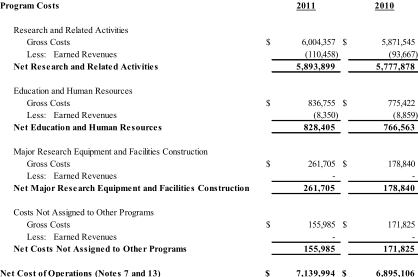 Program Costs 2011 2010
Research and Related Activities
Gross Costs $ 6,004,357 $ 5,871,545
Less: Earned Revenues (110,458) (93,667)
Net Research and Related Activities 5,893,899 5,777,878
Education and Human Resources
Gross Costs $ 836,755 $ 775,422
Less: Earned Revenues (8,350) (8,859)
Net Education and Human Resources 828,405 766,563
Major Research Equipment and Facilities Construction
Gross Costs $ 261,705 $ 178,840
Less: Earned Revenues - -
Net Major Research Equipment and Facilities Construction 261,705 178,840
Costs Not Assigned to Other Programs
Gross Costs $ 155,985 $ 171,825
Less: Earned Revenues - -
Net Costs Not Assigned to Other Programs 155,985 171,825
Net Cost of Operations (Notes 7 and 13) $ 7,139,994 $ 6,895,106